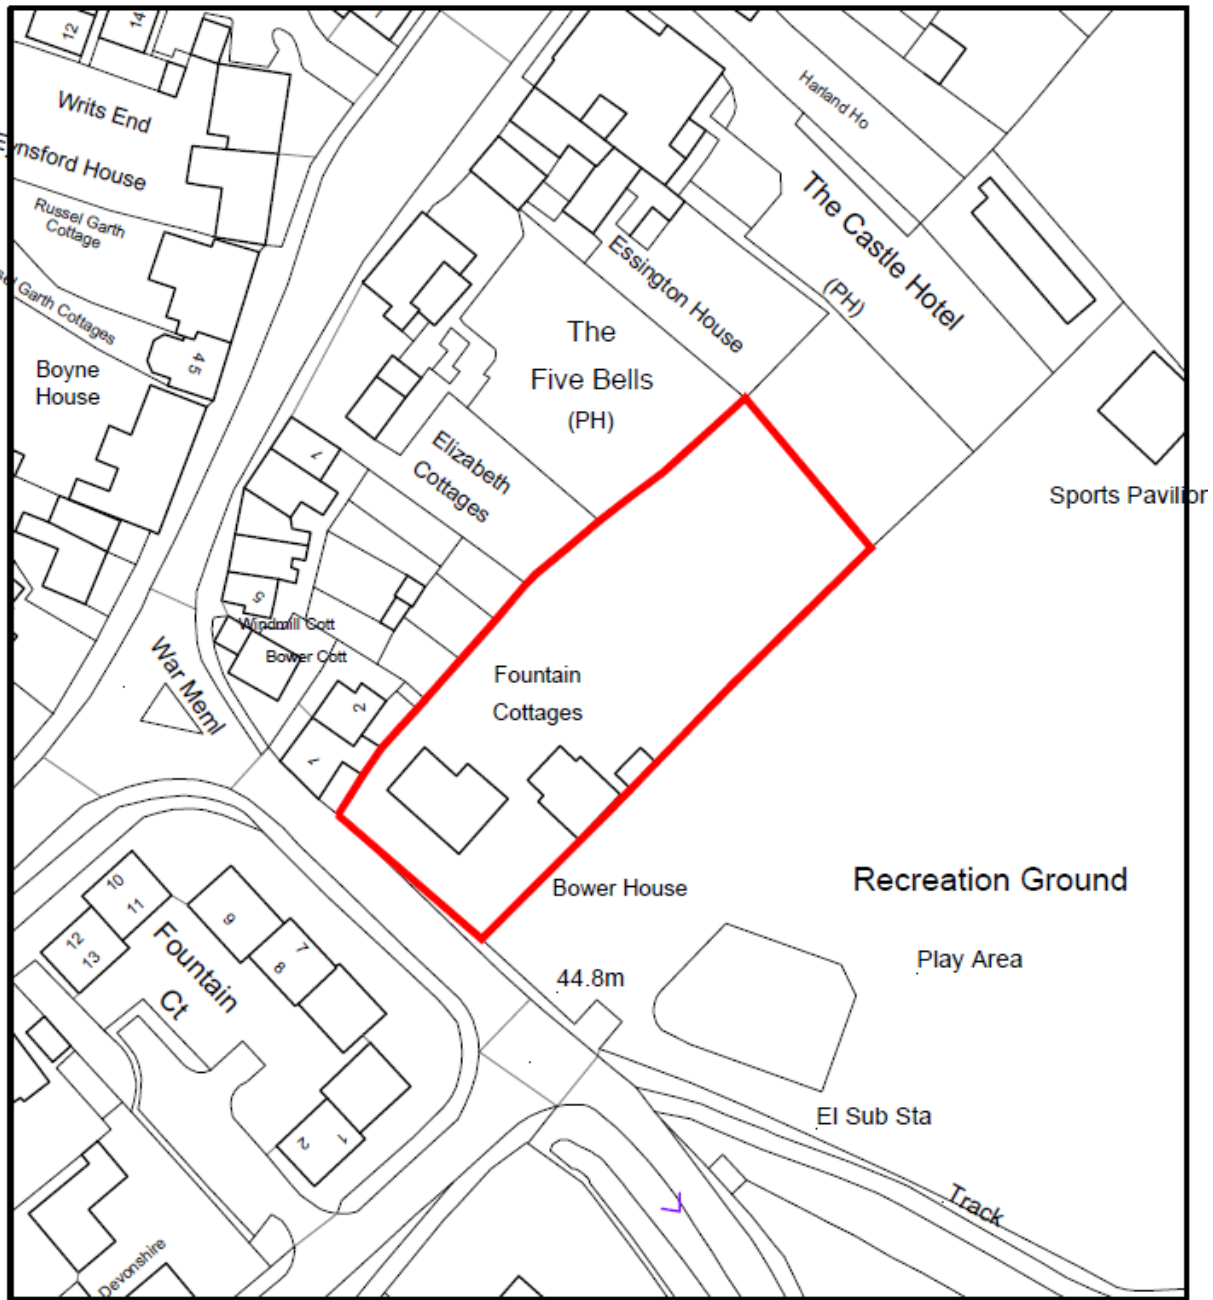 12
14
Writs End
Eynsford House
Russel Garth
Cottage
sel Garth Cottages
4 5
Boyne
House
Harland Ho
The Castle Hotel
(PH)
Essington House
The
Five Bells
(PH)
Elizabeth
Cottages
Sports Pavilion
7
5
Windmill Cott
Bower Cott
War Meml
2
1
Fountain
Cottages
Bower House
Recreation Ground
Play Area
44.8m
El Sub Sta
Track
10
11
12
13
9
7
8
Fountain
Ct
1
2
Devonshire